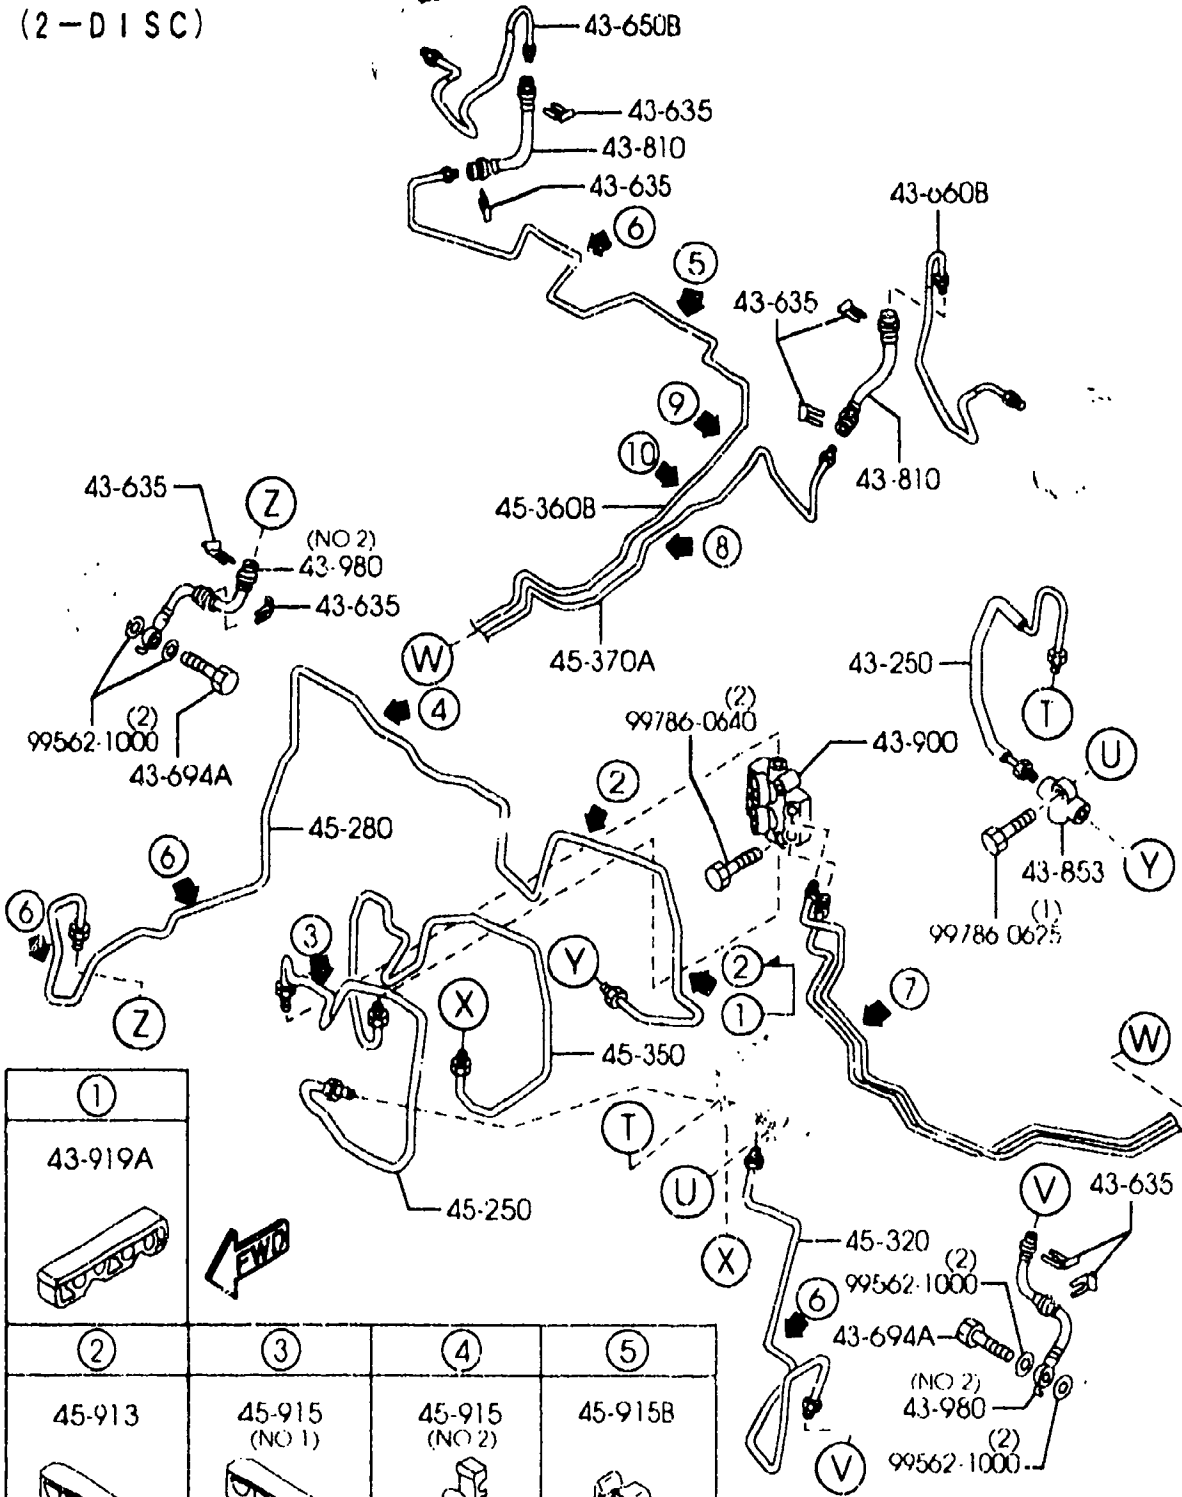 (2-DISC)
43-650B
43-635
43-810
43-635
43-660B
6
5
43-635
9
10
43-810
43-635
Z
45-360B
(NO 2)
43-980
8
43-635
W
45-370A
43-250
4
(2)
99786-0640
T
(2)
99562-1000
43-900
U
43-694A
2
45-280
6
43-853
Y
6
(1)
99786 0625
3
Y
2
7
X
1
Z
45-350
W
1
T
43-919A
V
43-635
U
45-250
FWD
45-320
X
(2)
99562-1000
6
43-694A
2
3
4
5
(NO 2)
43-980
45-913
45-915
(NO 1)
45-915
(NO 2)
45-915B
(2)
99562-1000
V